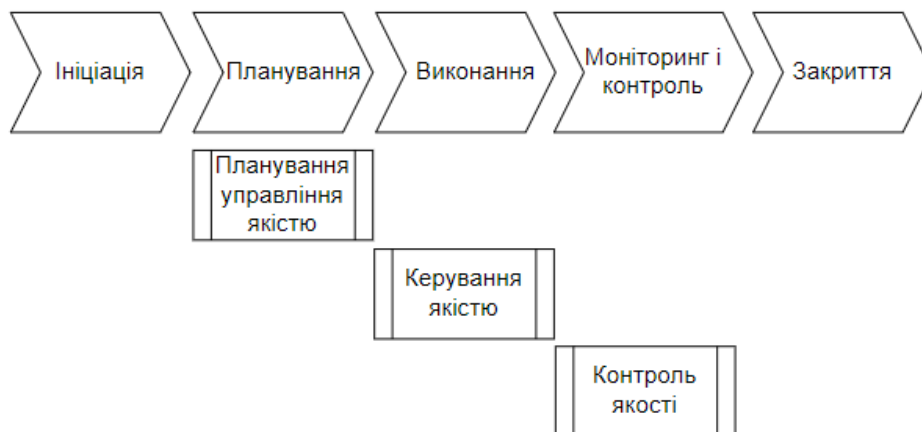 Ініціація
Планування
Виконання
Моніторинг і
контроль
Закриття
Планування
управління
якістю
Керування
якістю
Контроль
якості